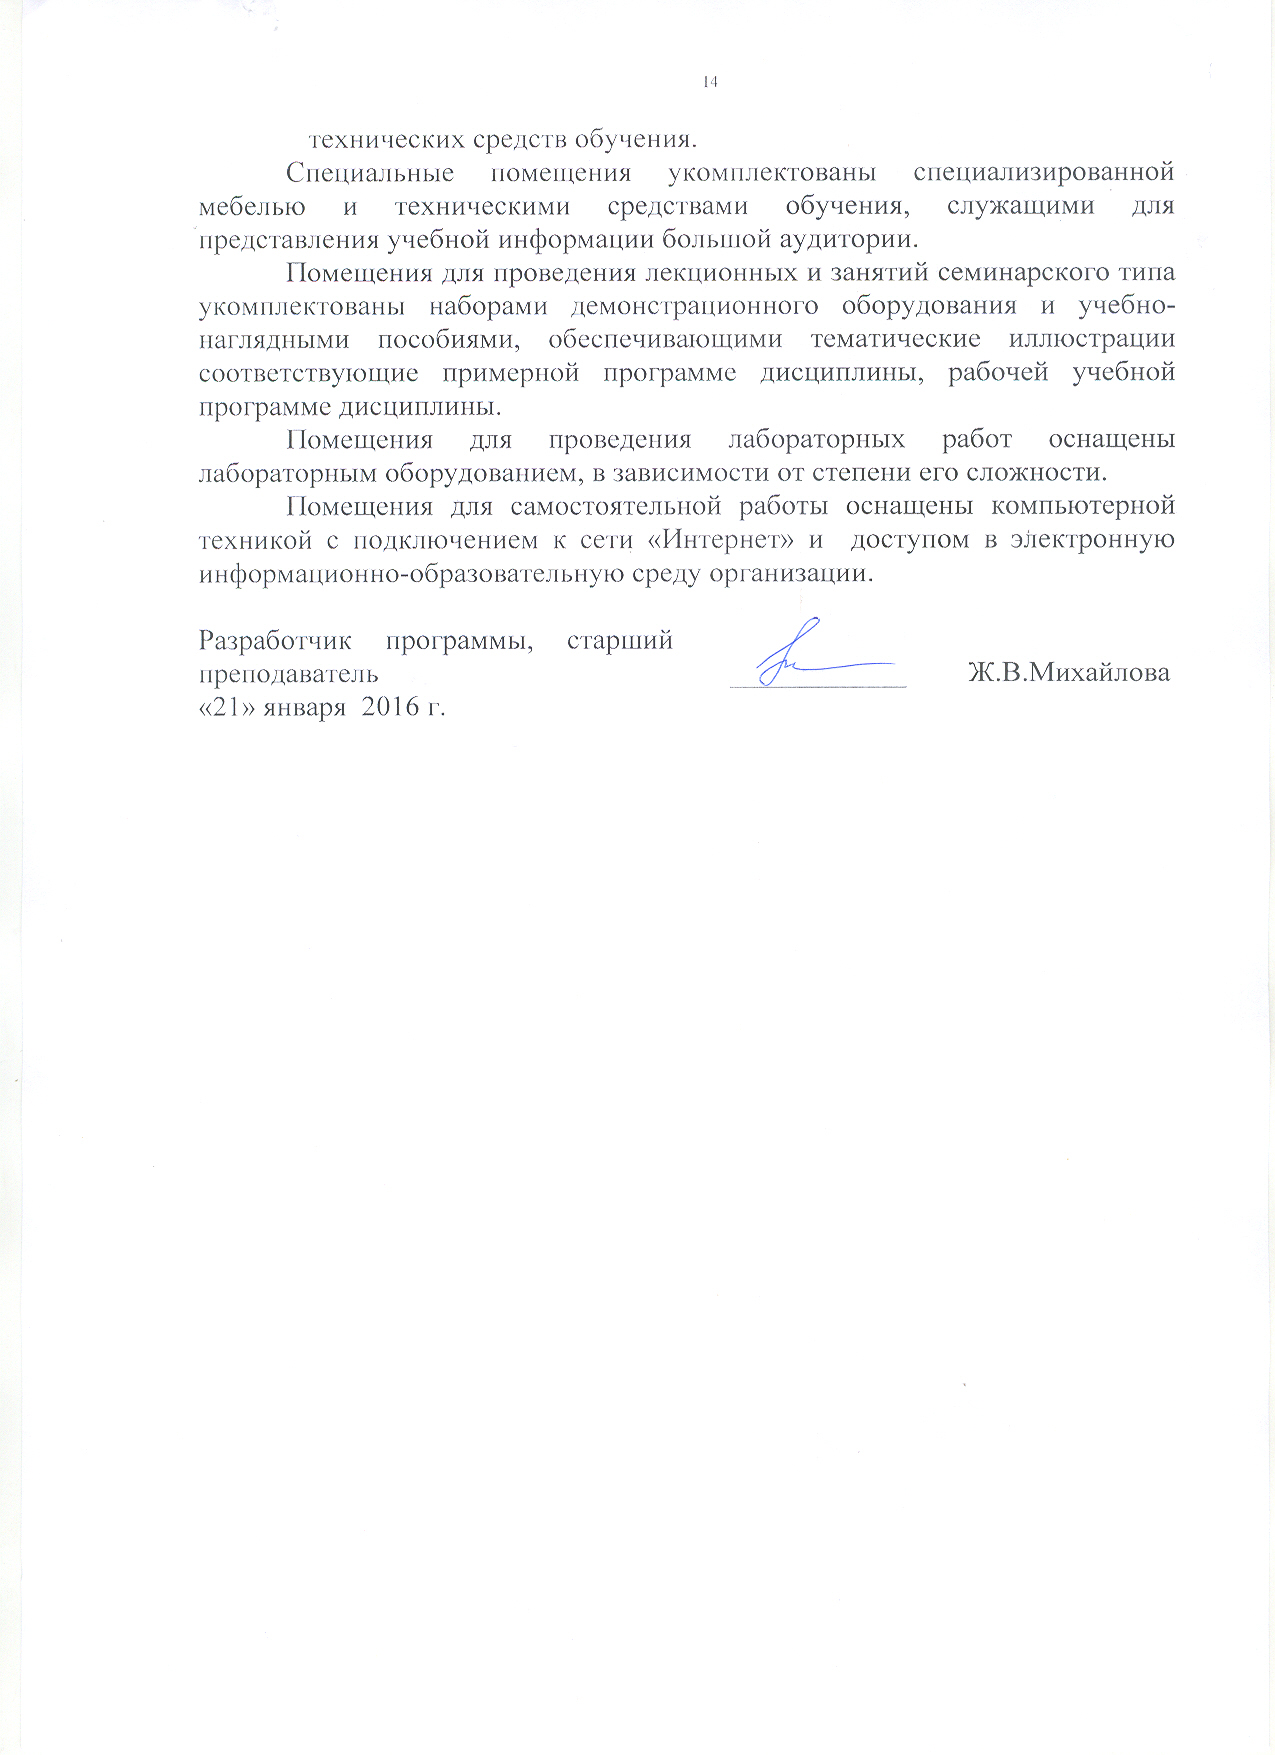 14
технических средств обучения.
Специальные помещения укомплектованы специализированной
мебелью и техническими средствами обучения, служащими для
представления учебной информации большой аудитории.
Помещения для проведения лекционных и занятий семинарского типа
укомплектованы наборами демонстрационного оборудования и учебно-
наглядными пособиями, обеспечивающими тематические иллюстрации
соответствующие примерной программе дисциплины, рабочей учебной
программе дисциплины.
Помещения для проведения лабораторных работ оснащены
лабораторным оборудованием, в зависимости от степени его сложности.
Помещения для самостоятельной работы оснащены компьютерной
техникой с подключением к сети «Интернет» и доступом в электронную
информационно-образовательную среду организации.
Разработчик программы, старший
преподаватель Ж.В.Михайлова
«21» января 2016 г.